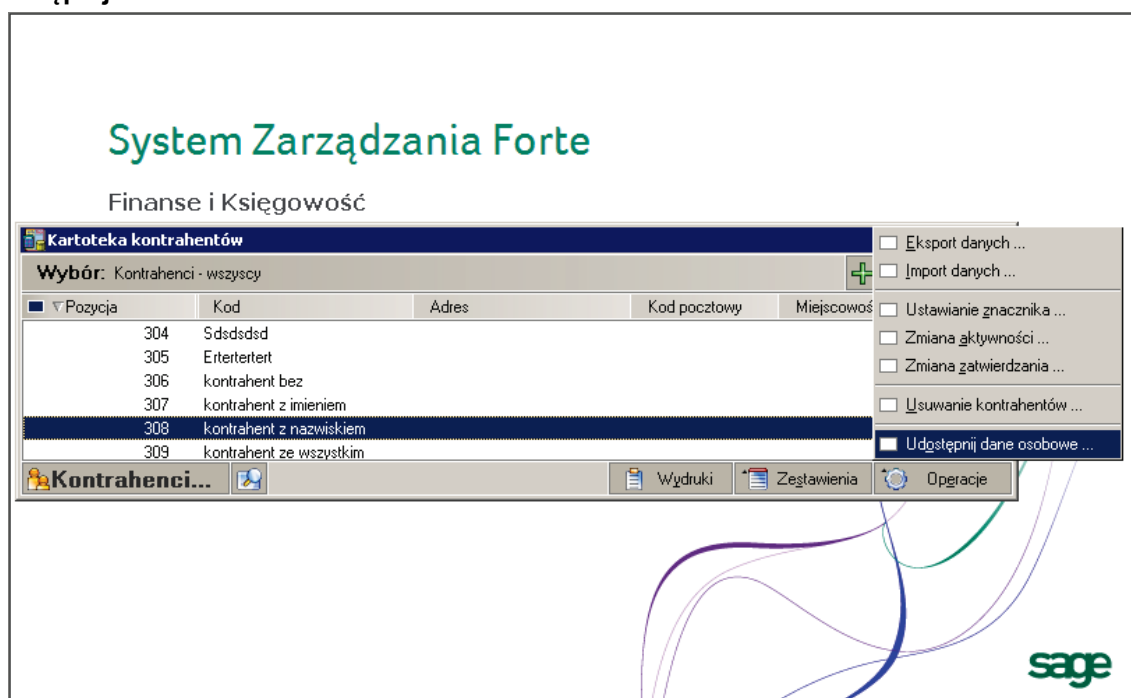 System Zarządzania Forte
Finanse i Księgowość
Kartoteka kontrahentów
Wybór: Kontrahenci - wszyscy
Pozycja Kod Adres Kod pocztowy Miejscowoś
304 Sdsdsdsd
305 Ertertertert
306 kontrahent bez
307 kontrahent z imieniem
308 kontrahent z nazwiskiem
309 kontrahent ze wszystkim
Kontrahenci... Wydruki Zestawienia Operacje
Eksport danych ...
Import danych ...
Ustawianie znacznika ...
Zmiana aktywności ...
Zmiana zatwierdzania ...
Usuwanie kontrahentów ...
Udostępnij dane osobowe ...
sage